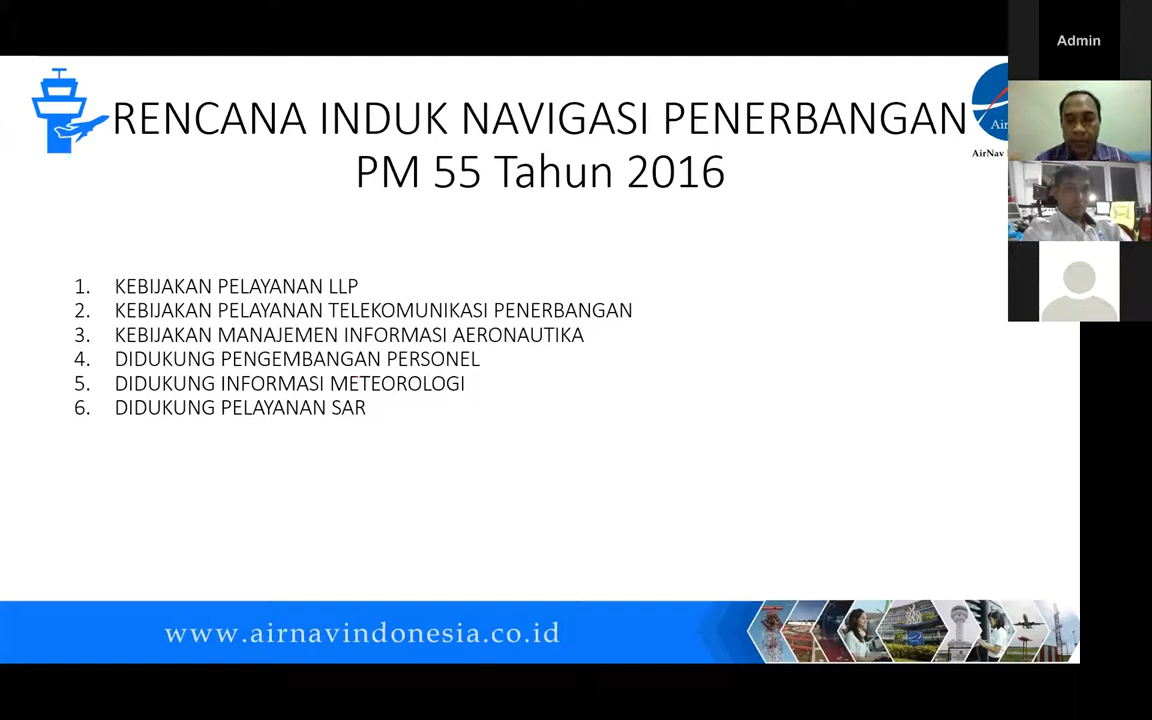 Admin
RENCANA INDUK NAVIGASI PENERBANGAN
PM 55 Tahun 2016
AirNav
1. KEBIJAKAN PELAYANAN LLP
2. KEBIJAKAN PELAYANAN TELEKOMUNIKASI PENERBANGAN
3. KEBIJAKAN MANAJEMEN INFORMASI AERONAUTIKA
4. DIDUKUNG PENGEMBANGAN PERSONEL
5. DIDUKUNG INFORMASI METEOROLOGI
6. DIDUKUNG PELAYANAN SAR
www.airnavindonesia.co.id